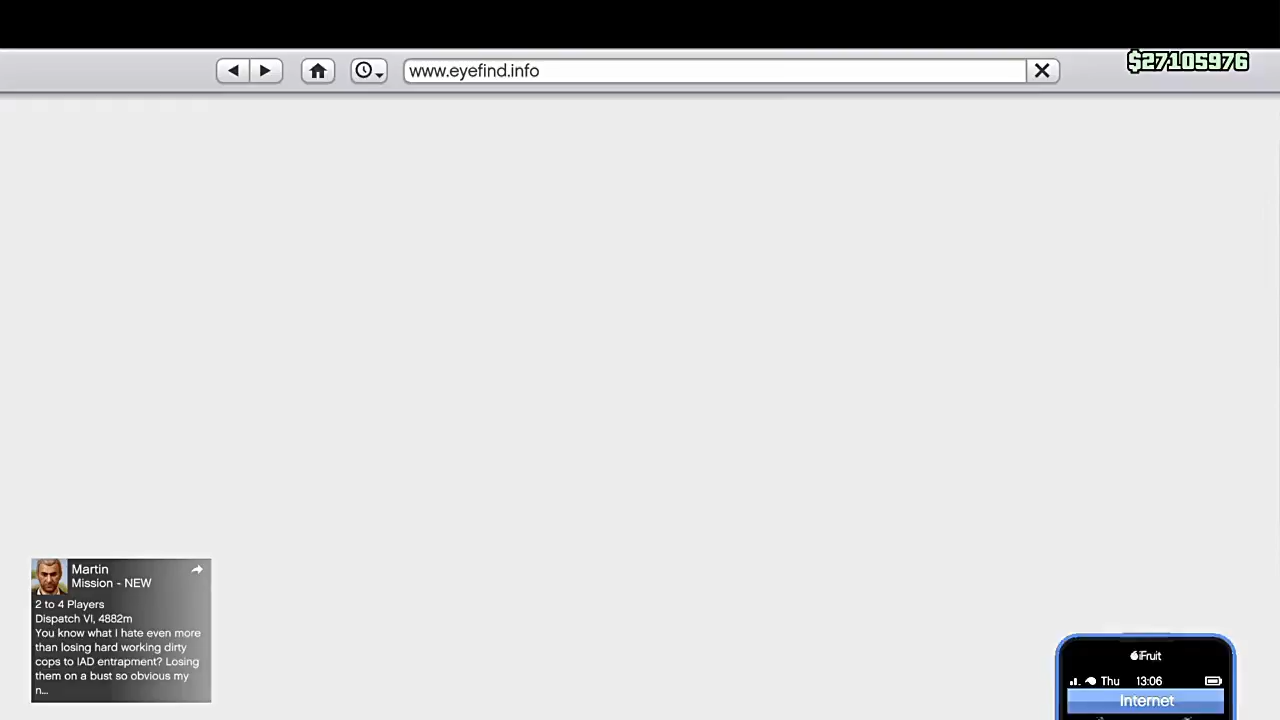 www.eyefind.info
$27105976
Martin
Mission - NEW
2 to 4 Players
Dispatch VI, 4882m
You know what I hate even more
than losing hard working dirty
cops to IAD entrapment? Losing
them on a bust so obvious my
n...
iFruit
Thu 13:06
Internet